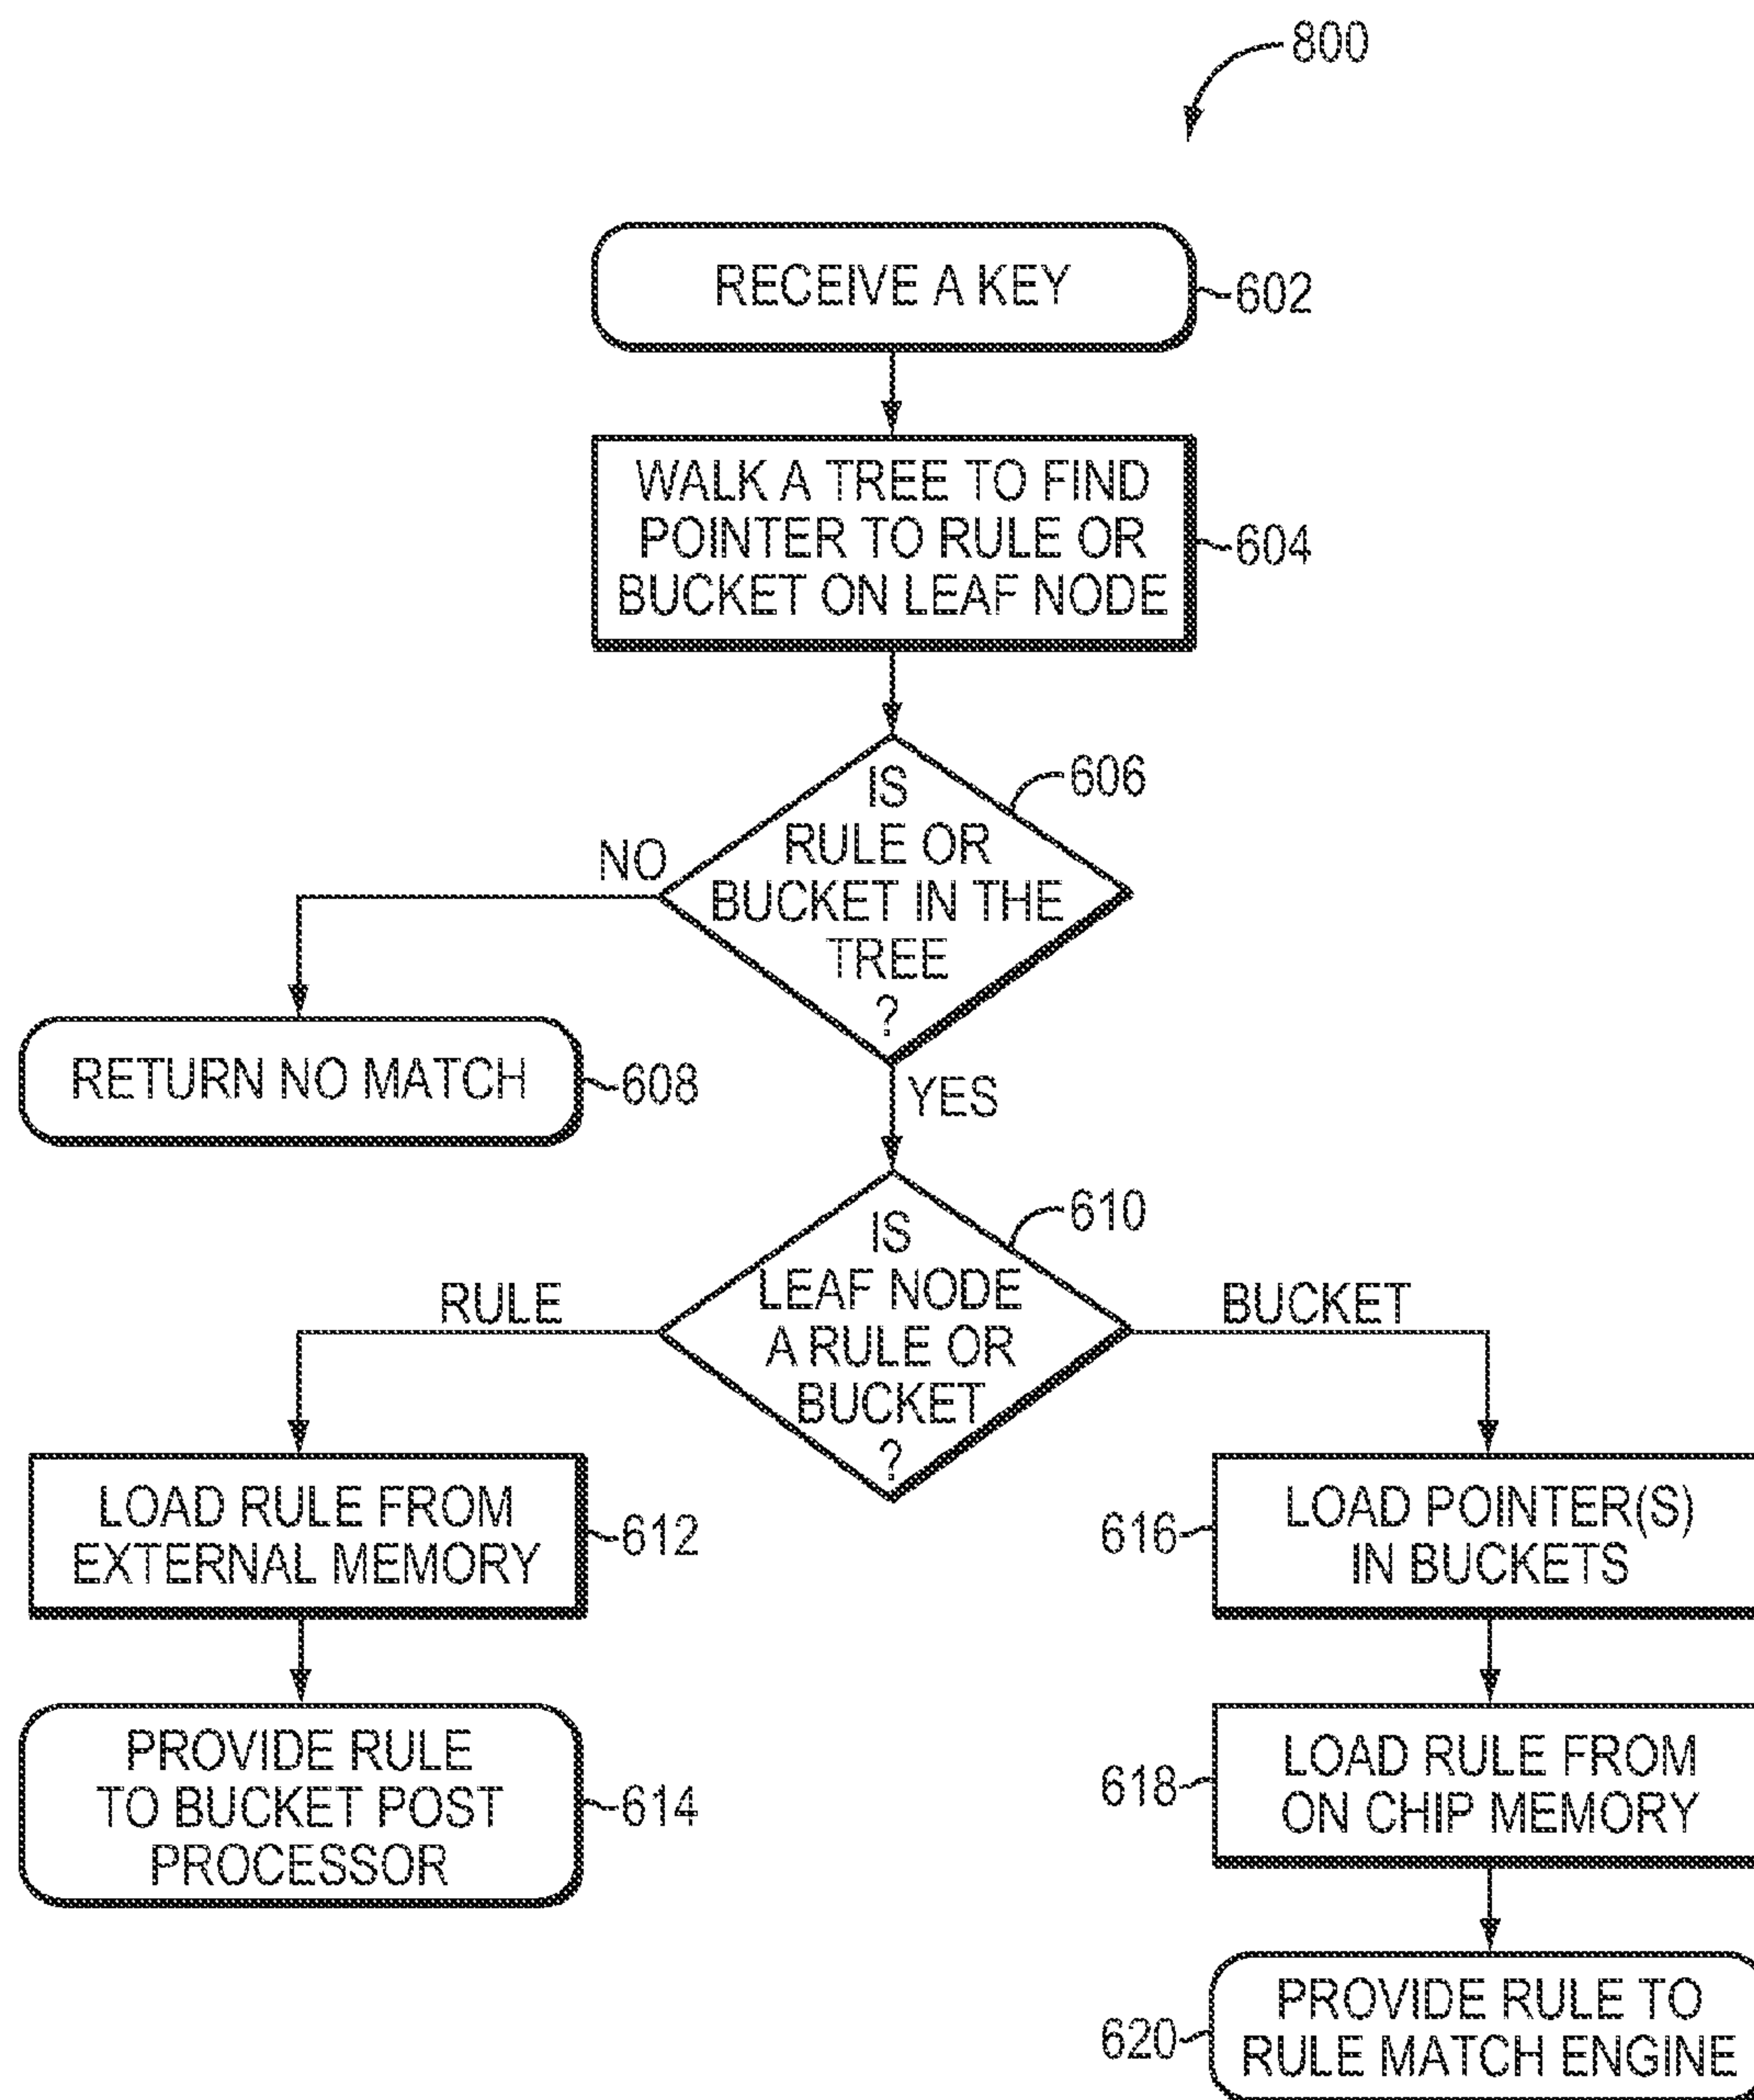 800
RECEIVE A KEY
602
WALK A TREE TO FIND
POINTER TO RULE OR
BUCKET ON LEAF NODE
604
IS
RULE OR
BUCKET IN THE
TREE
?
606
NO
RETURN NO MATCH
608
YES
IS
LEAF NODE
A RULE OR
BUCKET
?
610
RULE
BUCKET
LOAD RULE FROM
EXTERNAL MEMORY
612
616
LOAD POINTER(S)
IN BUCKETS
PROVIDE RULE
TO BUCKET POST
PROCESSOR
614
618
LOAD RULE FROM
ON CHIP MEMORY
620
PROVIDE RULE TO
RULE MATCH ENGINE